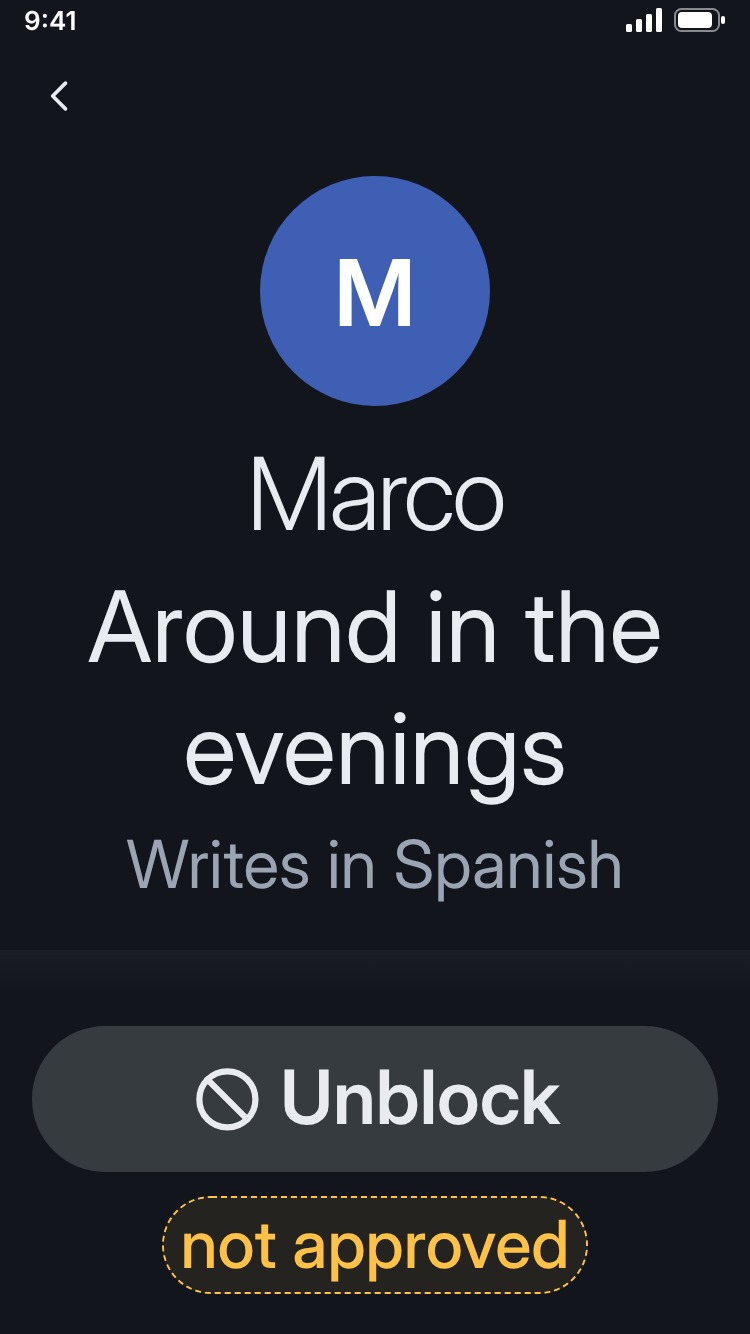 9:41
M
Marco
Around in the
evenings
Writes in Spanish
Unblock
not approved